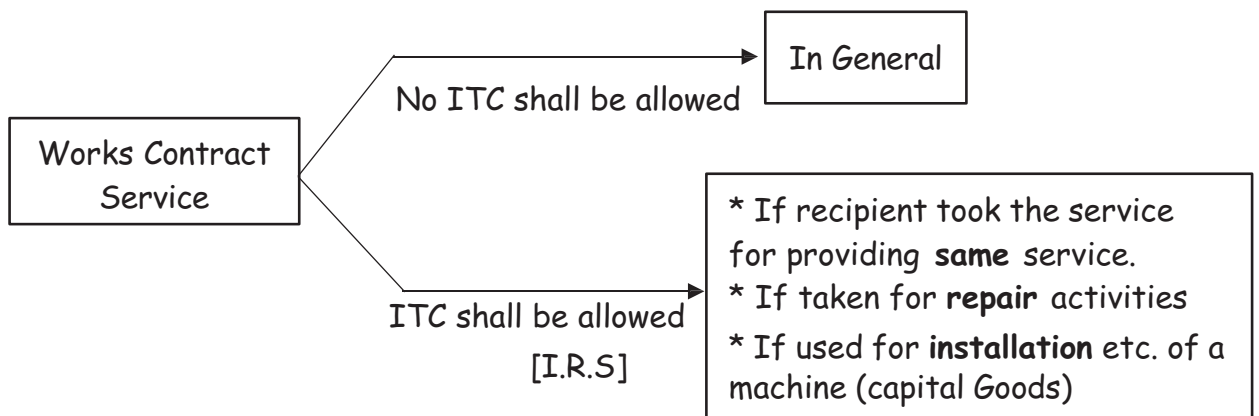 In General
No ITC shall be allowed
Works Contract
Service
* If recipient took the service
for providing same service.
* If taken for repair activities
* If used for installation etc. of a
machine (capital Goods)
ITC shall be allowed
[I.R.S]